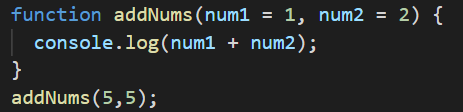 function addNums(num1 = 1, num2 = 2) {
  console.log(num1 + num2);
}
addNums(5,5);